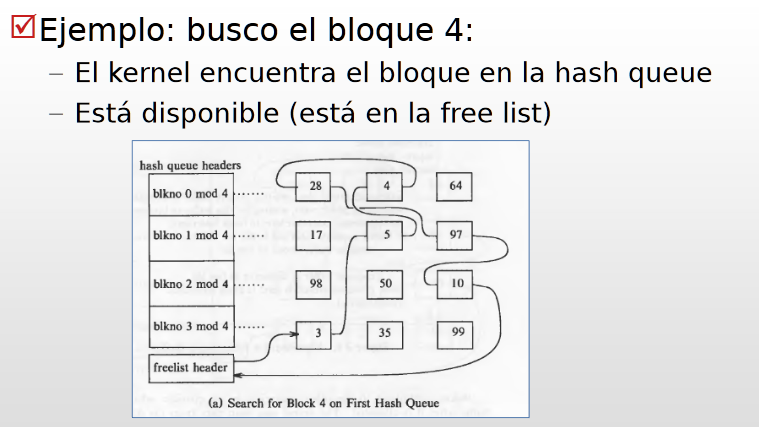 Ejemplo: busco el bloque 4:
– El kernel encuentra el bloque en la hash queue
– Está disponible (está en la free list)
hash queue headers
blkno 0 mod 4 28 4 64
blkno 1 mod 4 17 5 97
blkno 2 mod 4 98 50 10
blkno 3 mod 4 3 35 99
freelist header
(a) Search for Block 4 on First Hash Queue